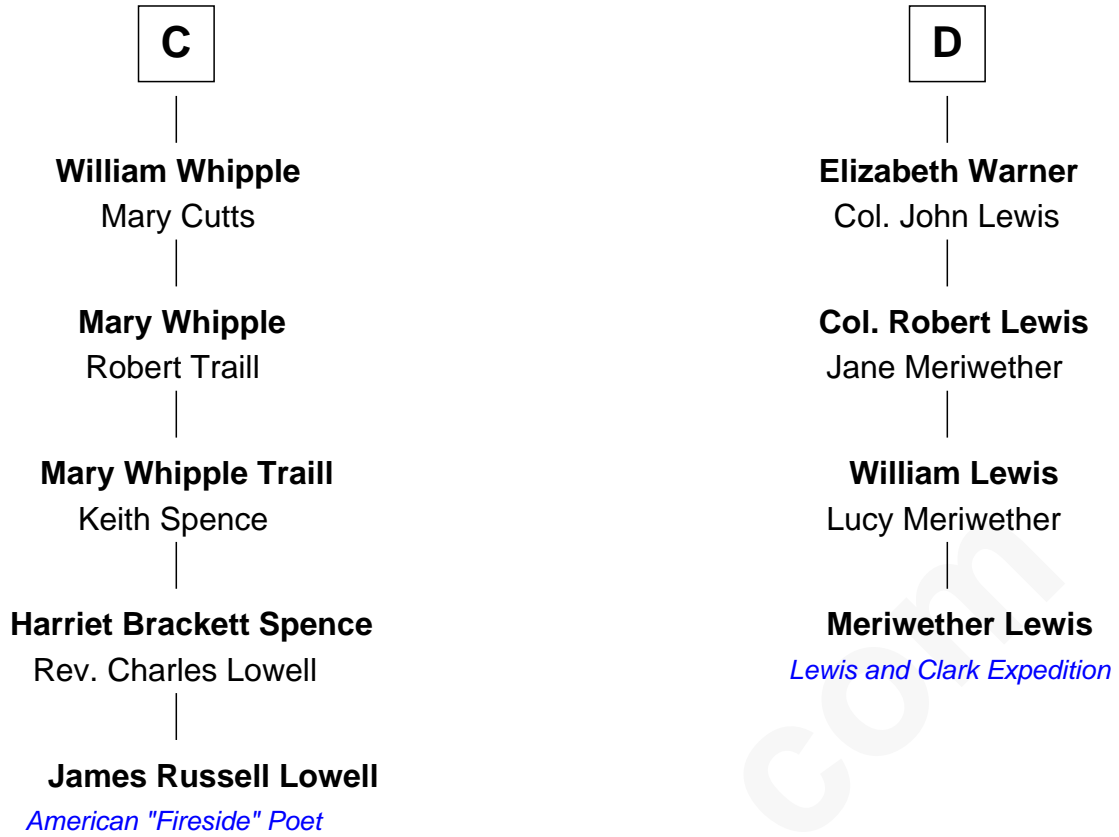 C
William Whipple
Mary Cutts
Mary Whipple
Robert Traill
Mary Whipple Traill
Keith Spence
Harriet Brackett Spence
Rev. Charles Lowell
James Russell Lowell
American "Fireside" Poet
D
Elizabeth Warner
Col. John Lewis
Col. Robert Lewis
Jane Meriwether
William Lewis
Lucy Meriwether
Meriwether Lewis
Lewis and Clark Expedition
com